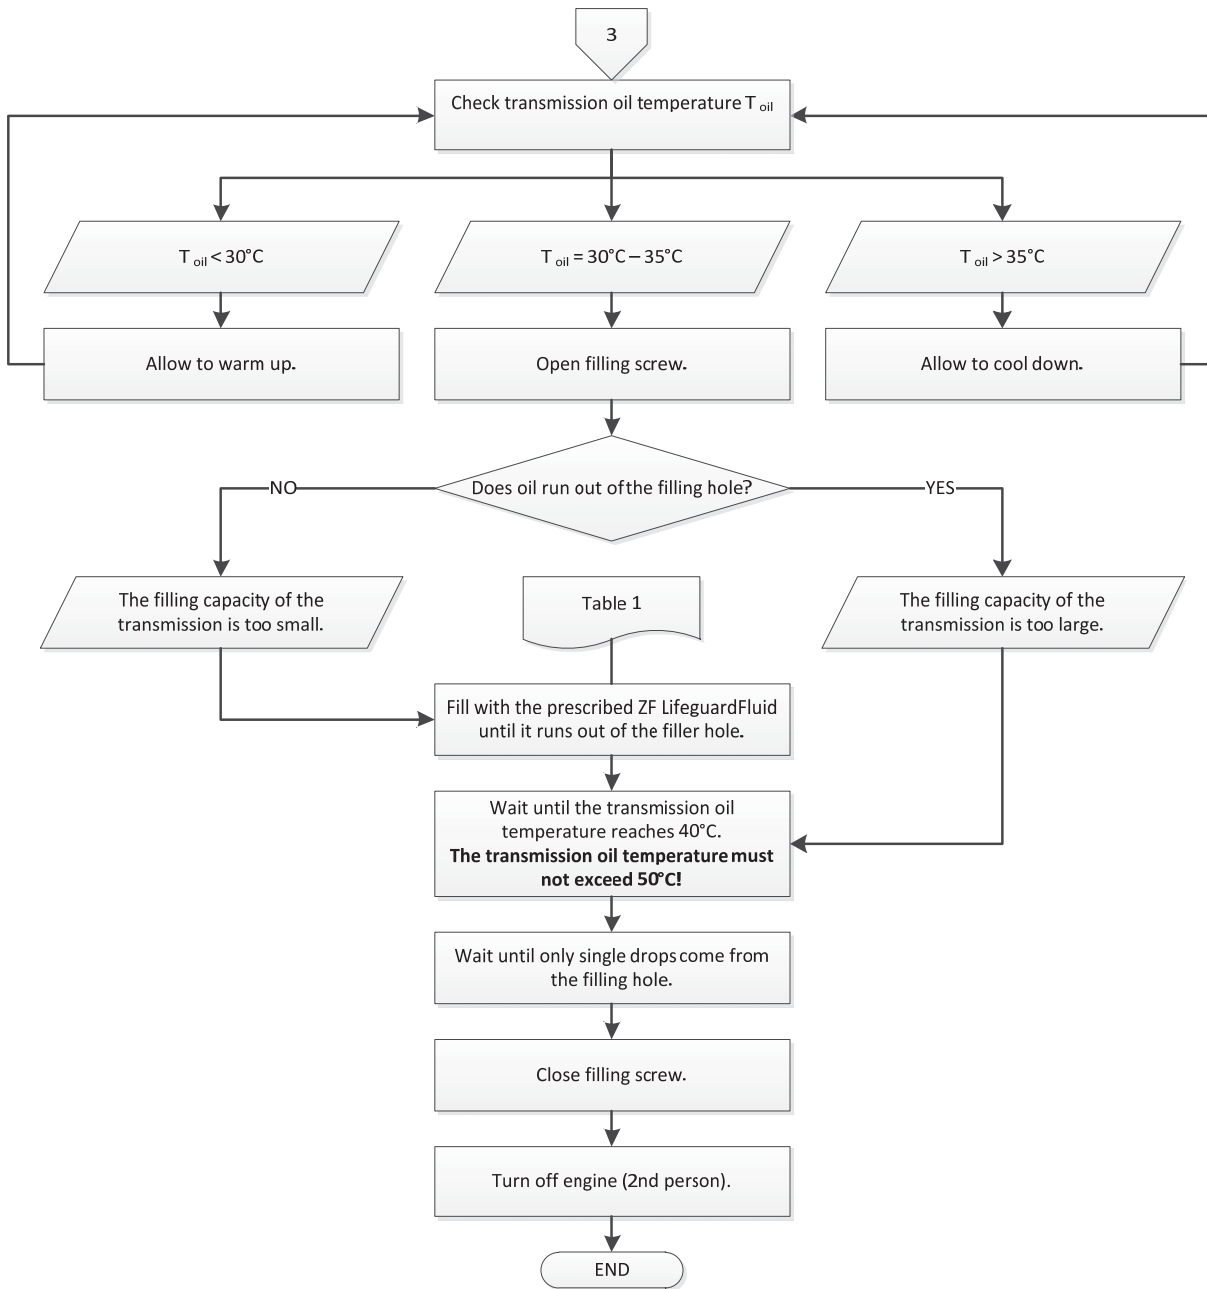 3
Check transmission oil temperature T oil
T oil < 30°C
T oil = 30°C – 35°C
T oil > 35°C
Allow to warm up.
Open filling screw.
Allow to cool down.
Does oil run out of the filling hole?
NO
YES
The filling capacity of the
transmission is too small.
Table 1
The filling capacity of the
transmission is too large.
Fill with the prescribed ZF LifeguardFluid
until it runs out of the filler hole.
Wait until the transmission oil
temperature reaches 40°C.
The transmission oil temperature must
not exceed 50°C!
Wait until only single drops come from
the filling hole.
Close filling screw.
Turn off engine (2nd person).
END